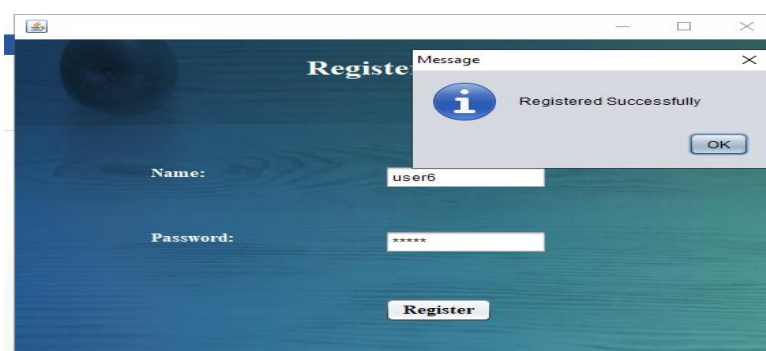 Registe
Message
Registered Successfully
OK
Name:
user6
Password:
*****
Register